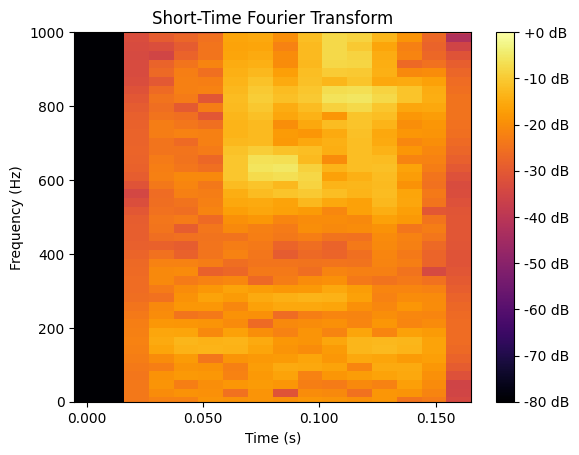 Short-Time Fourier Transform
1000
800
600
400
200
0
Frequency (Hz)
0.000
0.050
0.100
0.150
Time (s)
+0 dB
-10 dB
-20 dB
-30 dB
-40 dB
-50 dB
-60 dB
-70 dB
-80 dB